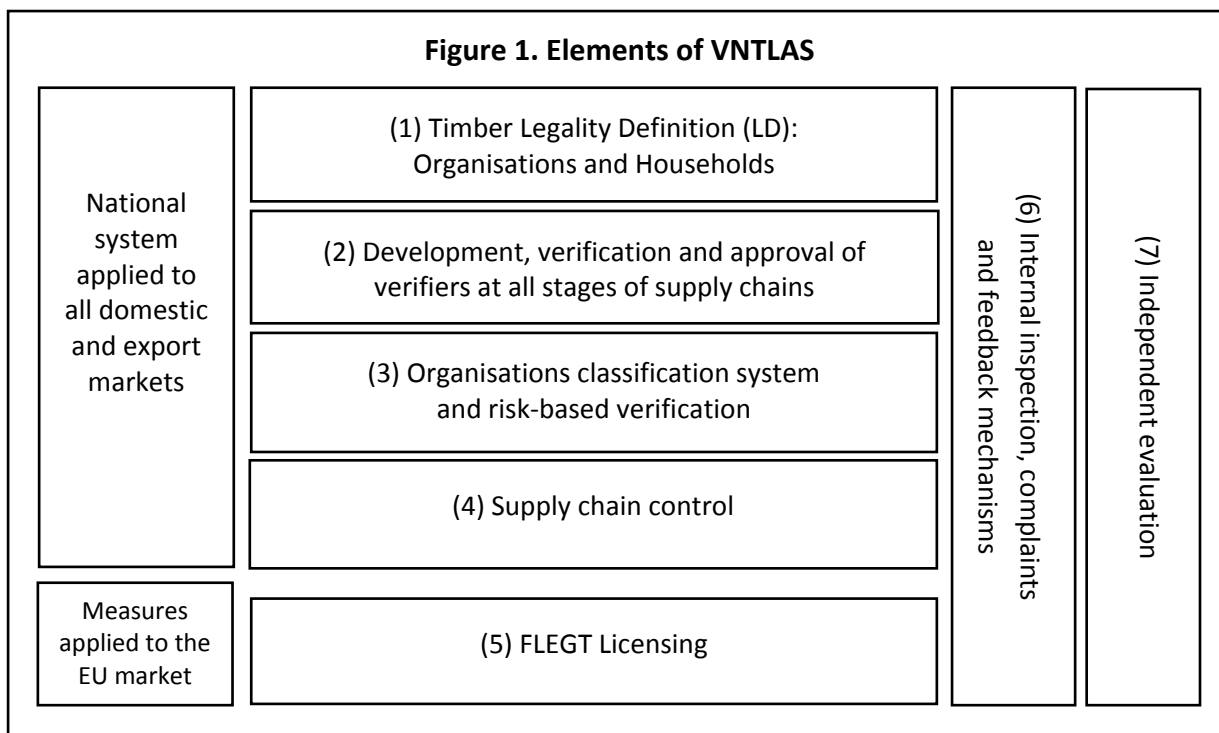 Figure 1. Elements of VNTLAS
National
system
applied to
all domestic
and export
markets
(1) Timber Legality Definition (LD):
Organisations and Households
(2) Development, verification and approval of
verifiers at all stages of supply chains
(3) Organisations classification system
and risk-based verification
(4) Supply chain control
Measures
applied to the
EU market
(5) FLEGT Licensing
(6) Internal inspection, complaints
and feedback mechanisms
(7) Independent evaluation